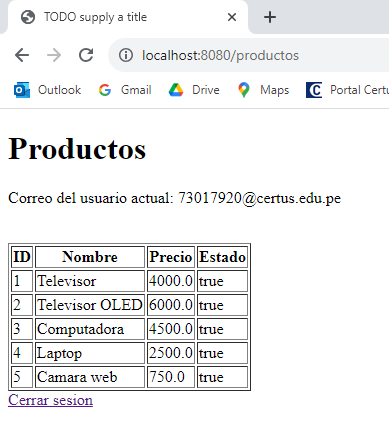 TODO supply a title
localhost:8080/productos
Outlook Gmail Drive Maps Portal Certu
Productos
Correo del usuario actual: 73017920@certus.edu.pe
ID Nombre Precio Estado
1 Televisor 4000.0 true
2 Televisor OLED 6000.0 true
3 Computadora 4500.0 true
4 Laptop 2500.0 true
5 Camara web 750.0 true
Cerrar sesion